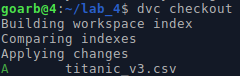 goarb@4:~/lab_4$ dvc checkout
Building workspace index
Comparing indexes
Applying changes
A       titanic_v3.csv